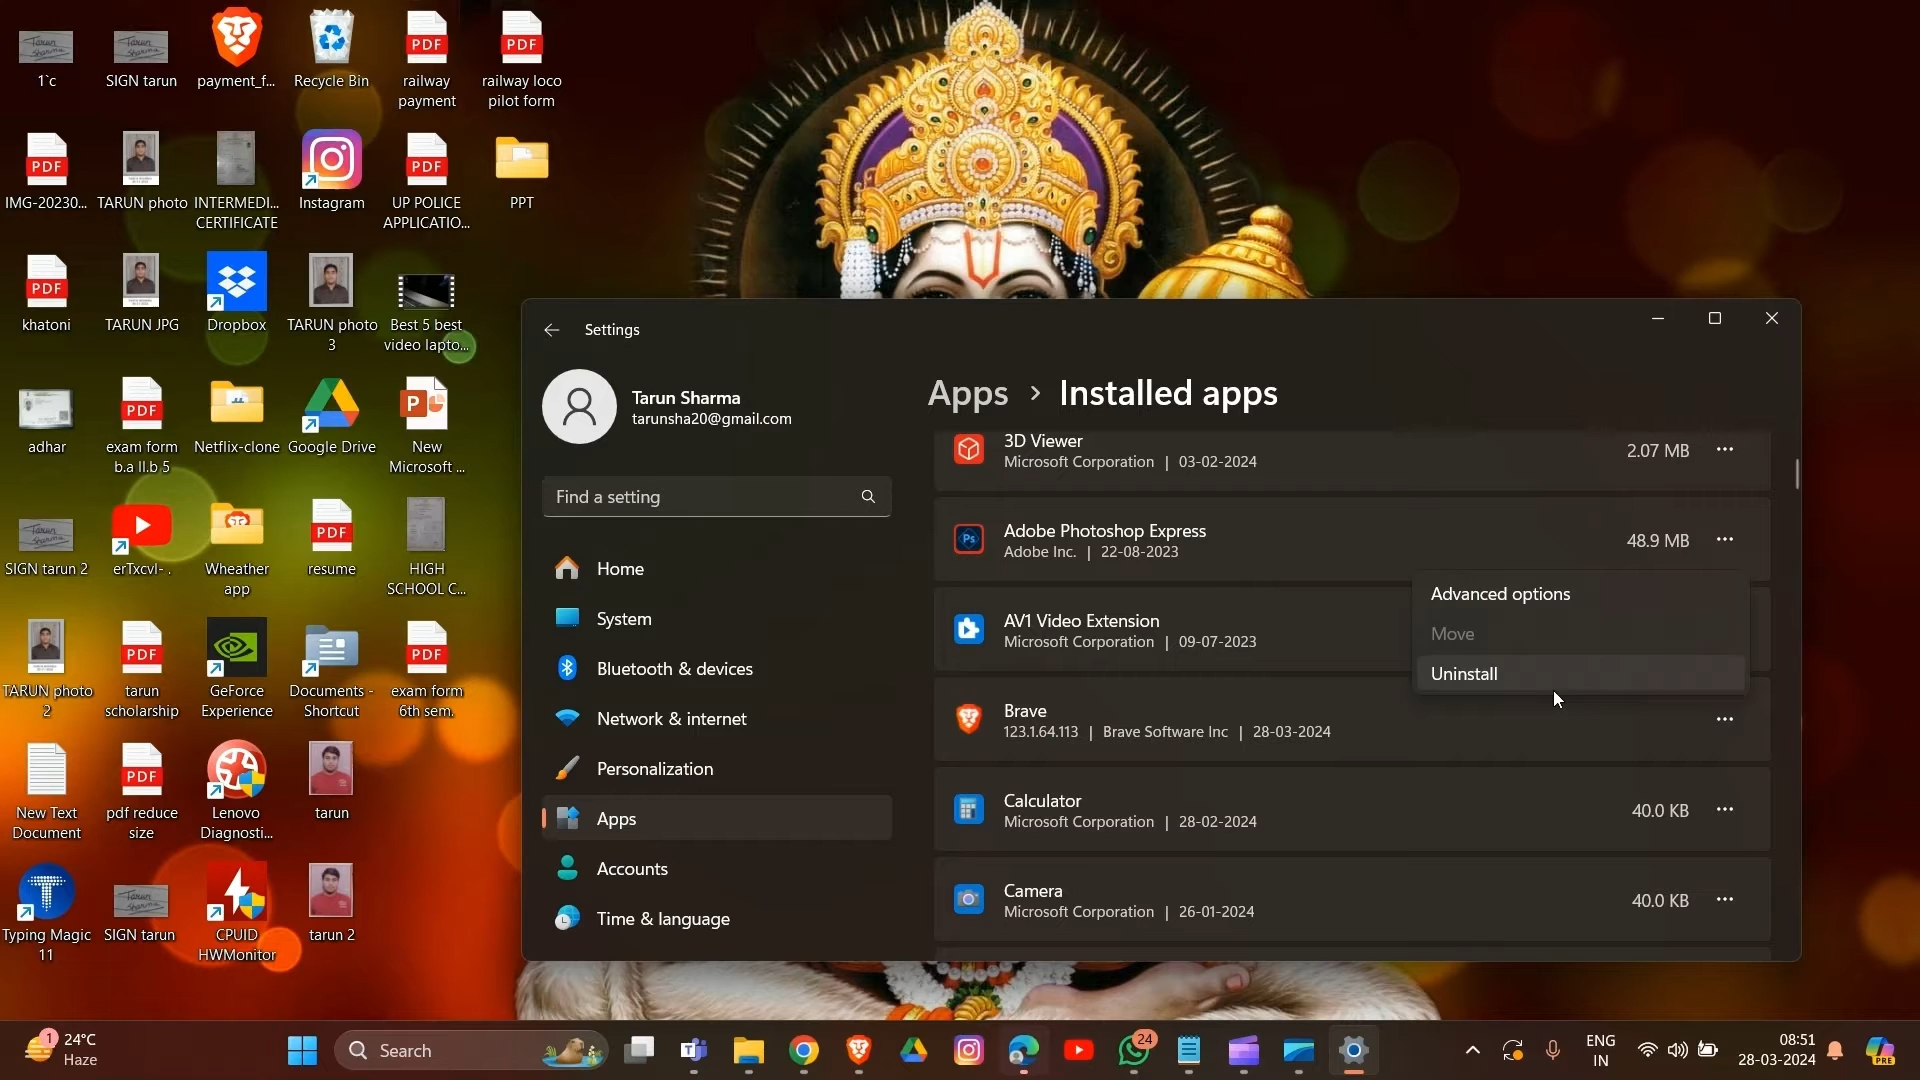 1`c
SIGN tarun
payment_f...
Recycle Bin
railway
payment
railway loco
pilot form
IMG-20230...
TARUN photo
INTERMEDI...
CERTIFICATE
Instagram
UP POLICE
APPLICATIO...
PPT
khatoni
TARUN JPG
Dropbox
TARUN photo
3
Best 5 best
video lapto...
adhar
exam form
b.a ll.b 5
Netflix-clone
Google Drive
New
Microsoft ...
SIGN tarun 2
erTxcvl- .
Wheather
app
resume
HIGH
SCHOOL C...
TARUN photo
2
tarun
scholarship
GeForce
Experience
Documents -
Shortcut
exam form
6th sem.
New Text
Document
pdf reduce
size
Lenovo
Diagnosti...
tarun
Typing Magic
11
SIGN tarun
CPUID
HWMonitor
tarun 2
Settings
Tarun Sharma
tarunsha20@gmail.com
Find a setting
Home
System
Bluetooth & devices
Network & internet
Personalization
Apps
Accounts
Time & language
Apps › Installed apps
3D Viewer
Microsoft Corporation | 03-02-2024
2.07 MB
Adobe Photoshop Express
Adobe Inc. | 22-08-2023
48.9 MB
AV1 Video Extension
Microsoft Corporation | 09-07-2023
Advanced options
Move
Uninstall
Brave
123.1.64.113 | Brave Software Inc | 28-03-2024
Calculator
Microsoft Corporation | 28-02-2024
40.0 KB
Camera
Microsoft Corporation | 26-01-2024
40.0 KB
1
24°C
Haze
Search
24
ENG
IN
08:51
28-03-2024
PRE